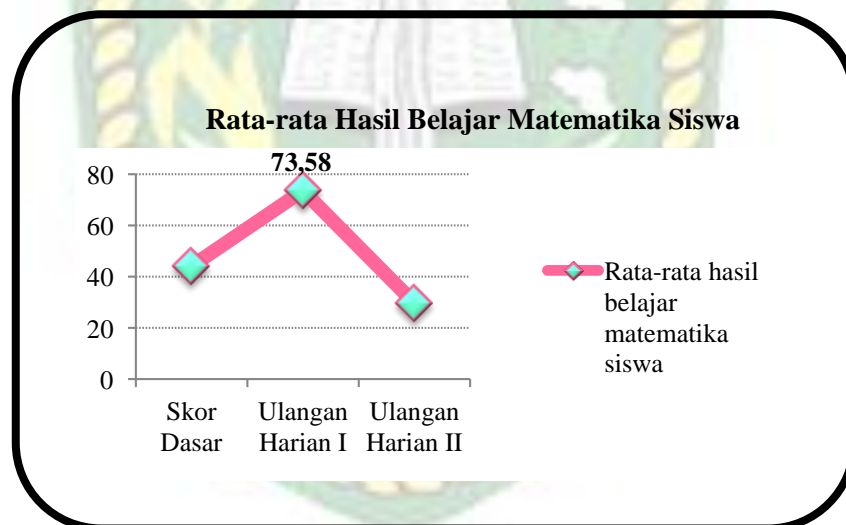 Rata-rata Hasil Belajar Matematika Siswa
73,58
80
60
40
20
0
Skor
Dasar
Ulangan
Harian I
Ulangan
Harian II
Rata-rata hasil
belajar
matematika
siswa